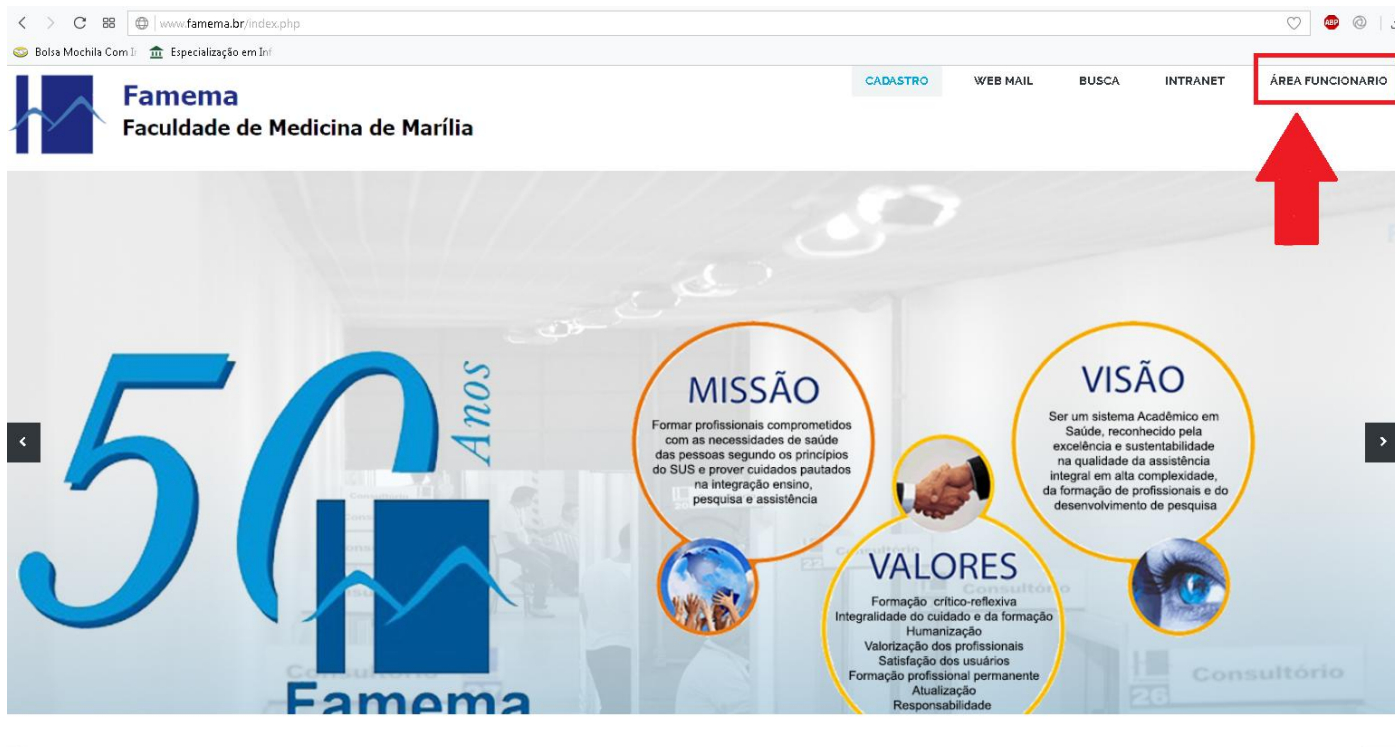 www.famema.br/index.php
ABP
Bolsa Mochila Com I
Especialização em Inf
CADASTRO
WEB MAIL
BUSCA
INTRANET
ÁREA FUNCIONARIO
Famema
Faculdade de Medicina de Marília
50
Anos
Famema
MISSÃO
Formar profissionais comprometidos
com as necessidades de saúde
das pessoas segundo os princípios
do SUS e prover cuidados pautados
na integração ensino,
pesquisa e assistência
VISÃO
Ser um sistema Acadêmico em
Saúde, reconhecido pela
excelência e sustentabilidade
na qualidade da assistência
integral em alta complexidade,
da formação de profissionais e do
desenvolvimento de pesquisa
VALORES
Formação crítico-reflexiva
Integralidade do cuidado e da formação
Humanização
Valorização dos profissionais
Satisfação dos usuários
Formação profissional permanente
Atualização
Responsabilidade
Consultório
22
Consultório
Consultório
26